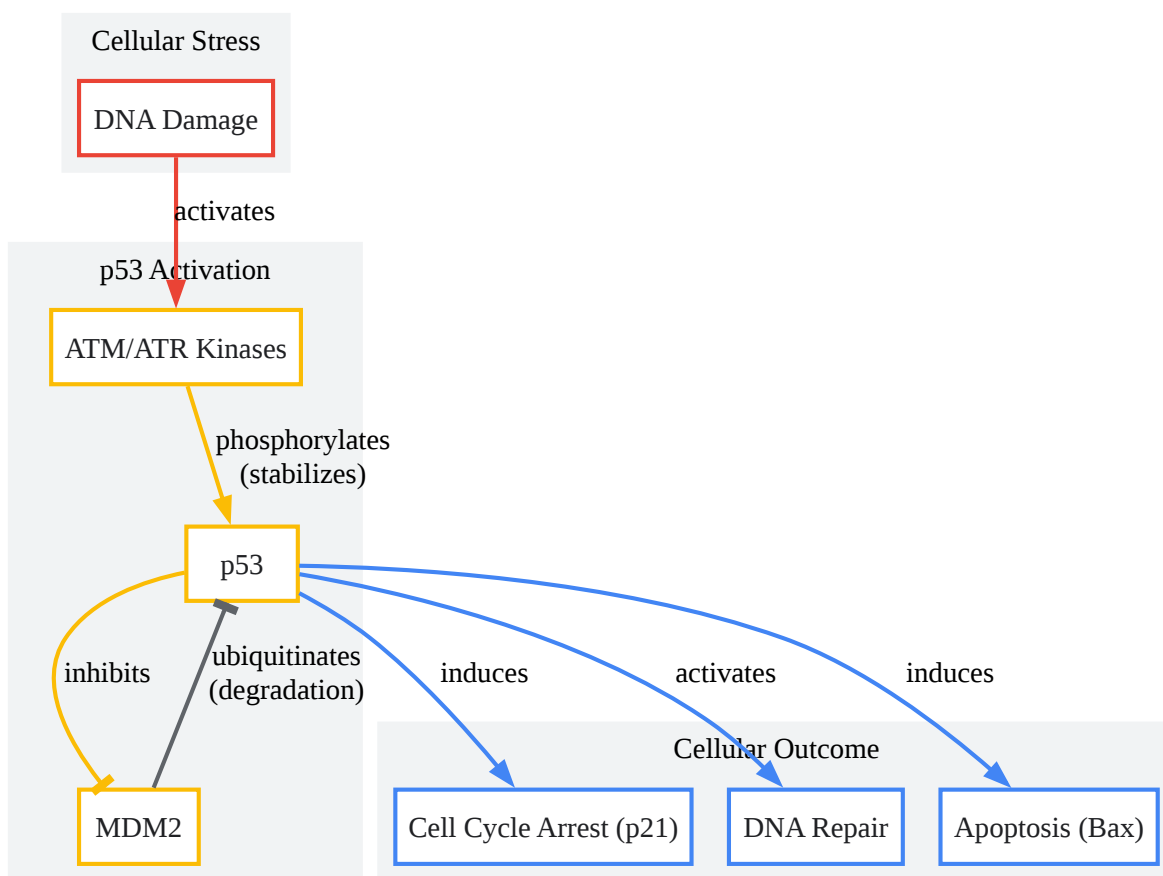 Cellular Stress
DNA Damage
activates
p53 Activation
ATM/ATR Kinases
phosphorylates
(stabilizes)
p53
inhibits
ubiquitinates
(degradation)
induces
activates
induces
Cellular Outcome
MDM2
Cell Cycle Arrest (p21)
DNA Repair
Apoptosis (Bax)